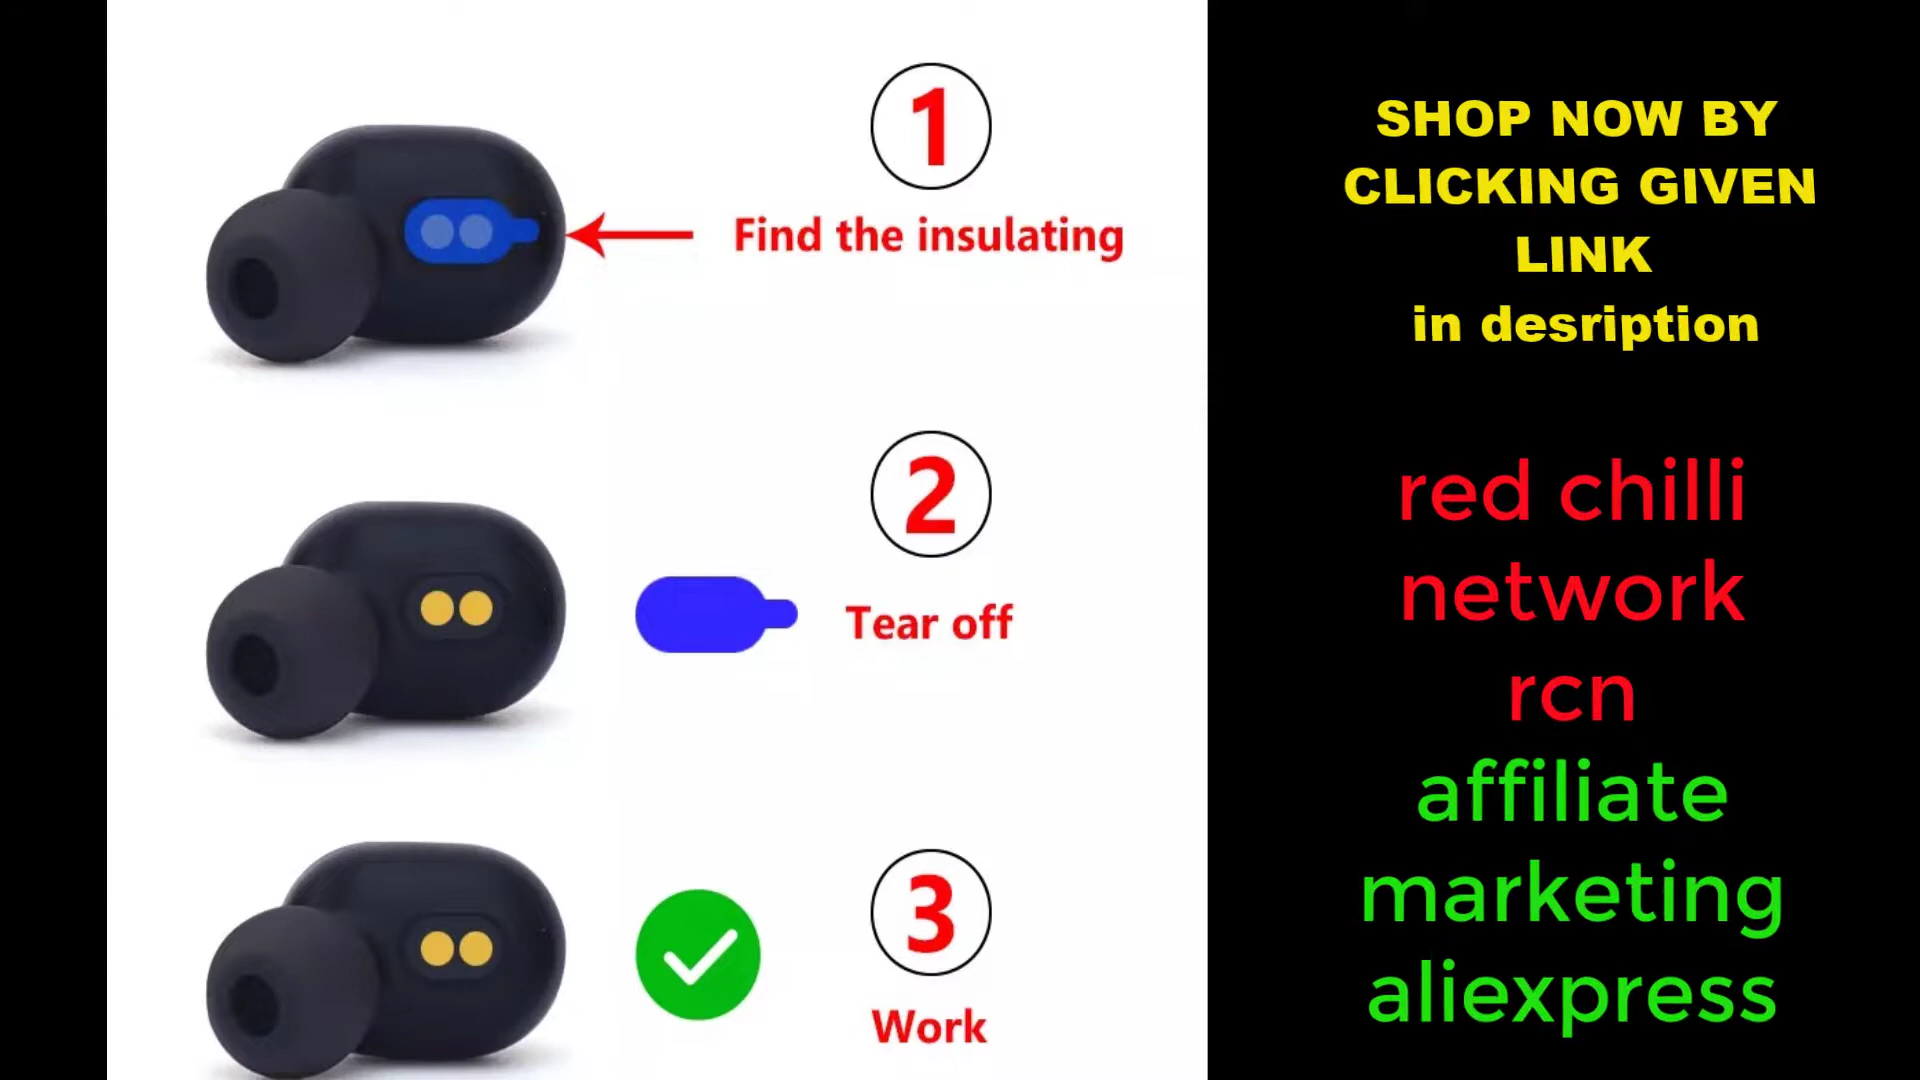 1
Find the insulating
2
Tear off
3
Work
SHOP NOW BY
CLICKING GIVEN
LINK
in desription
red chilli
network
rcn
affiliate
marketing
aliexpress